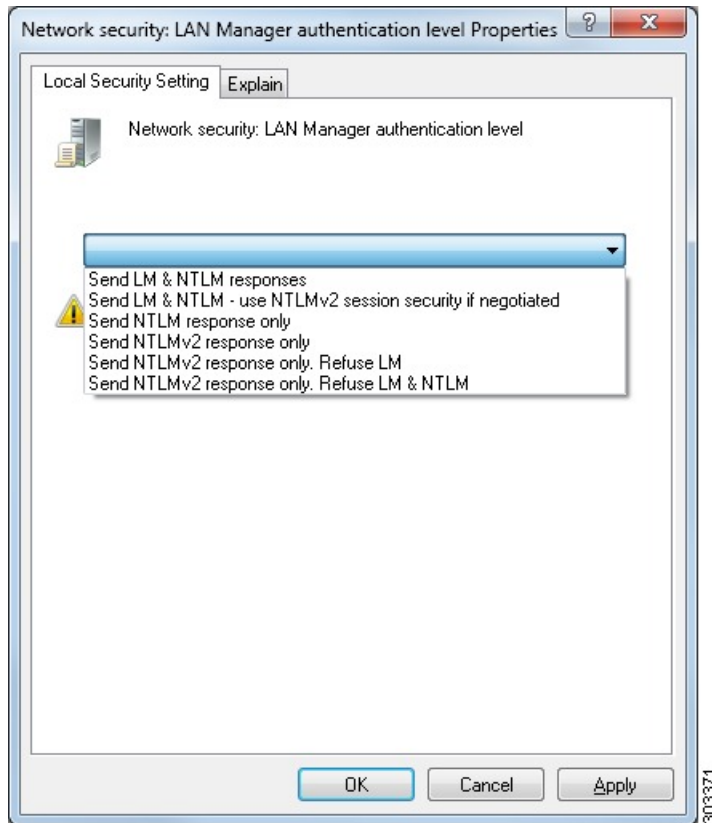 Network security: LAN Manager authentication level Properties
Local Security Setting
Explain
Network security: LAN Manager authentication level
Send LM & NTLM responses
Send LM & NTLM - use NTLMv2 session security if negotiated
Send NTLM response only
Send NTLMv2 response only
Send NTLMv2 response only. Refuse LM
Send NTLMv2 response only. Refuse LM & NTLM
OK
Cancel
Apply
303371